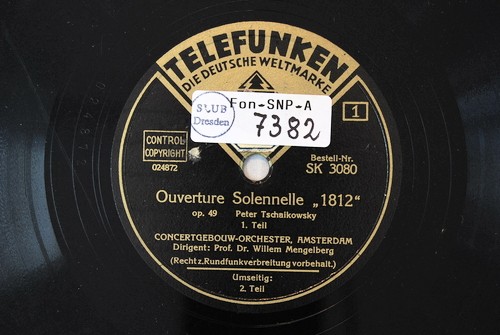 TELEFUNKEN
DIE DEUTSCHE WELTMARKE
Fon-SNP-A
SLUB
Dresden
7382
1
CONTROL
COPYRIGHT
024872
Bestell-Nr.
SK 3080
Ouverture Solennelle „1812“
op. 49 Peter Tschaikowsky
1. Teil
CONCERTGEBOUW-ORCHESTER, AMSTERDAM
Dirigent: Prof. Dr. Willem Mengelberg
(Recht z. Rundfunkverbreitung vorbehalt.)
Umseitig:
2. Teil